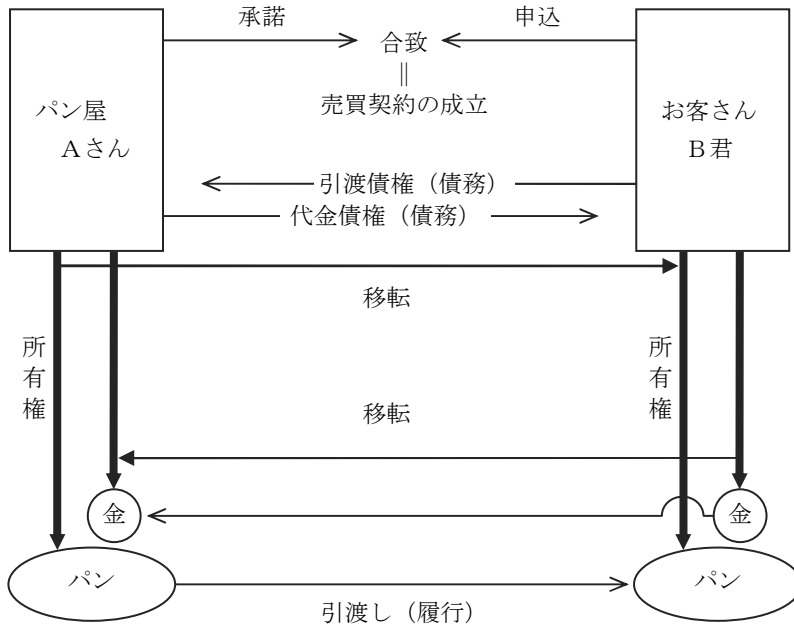 承諾
申込
合致
＝
売買契約の成立
パン屋
Ａさん
お客さん
Ｂ君
引渡債権（債務）
代金債権（債務）
移転
所有権
所有権
移転
金
金
パン
パン
引渡し（履行）